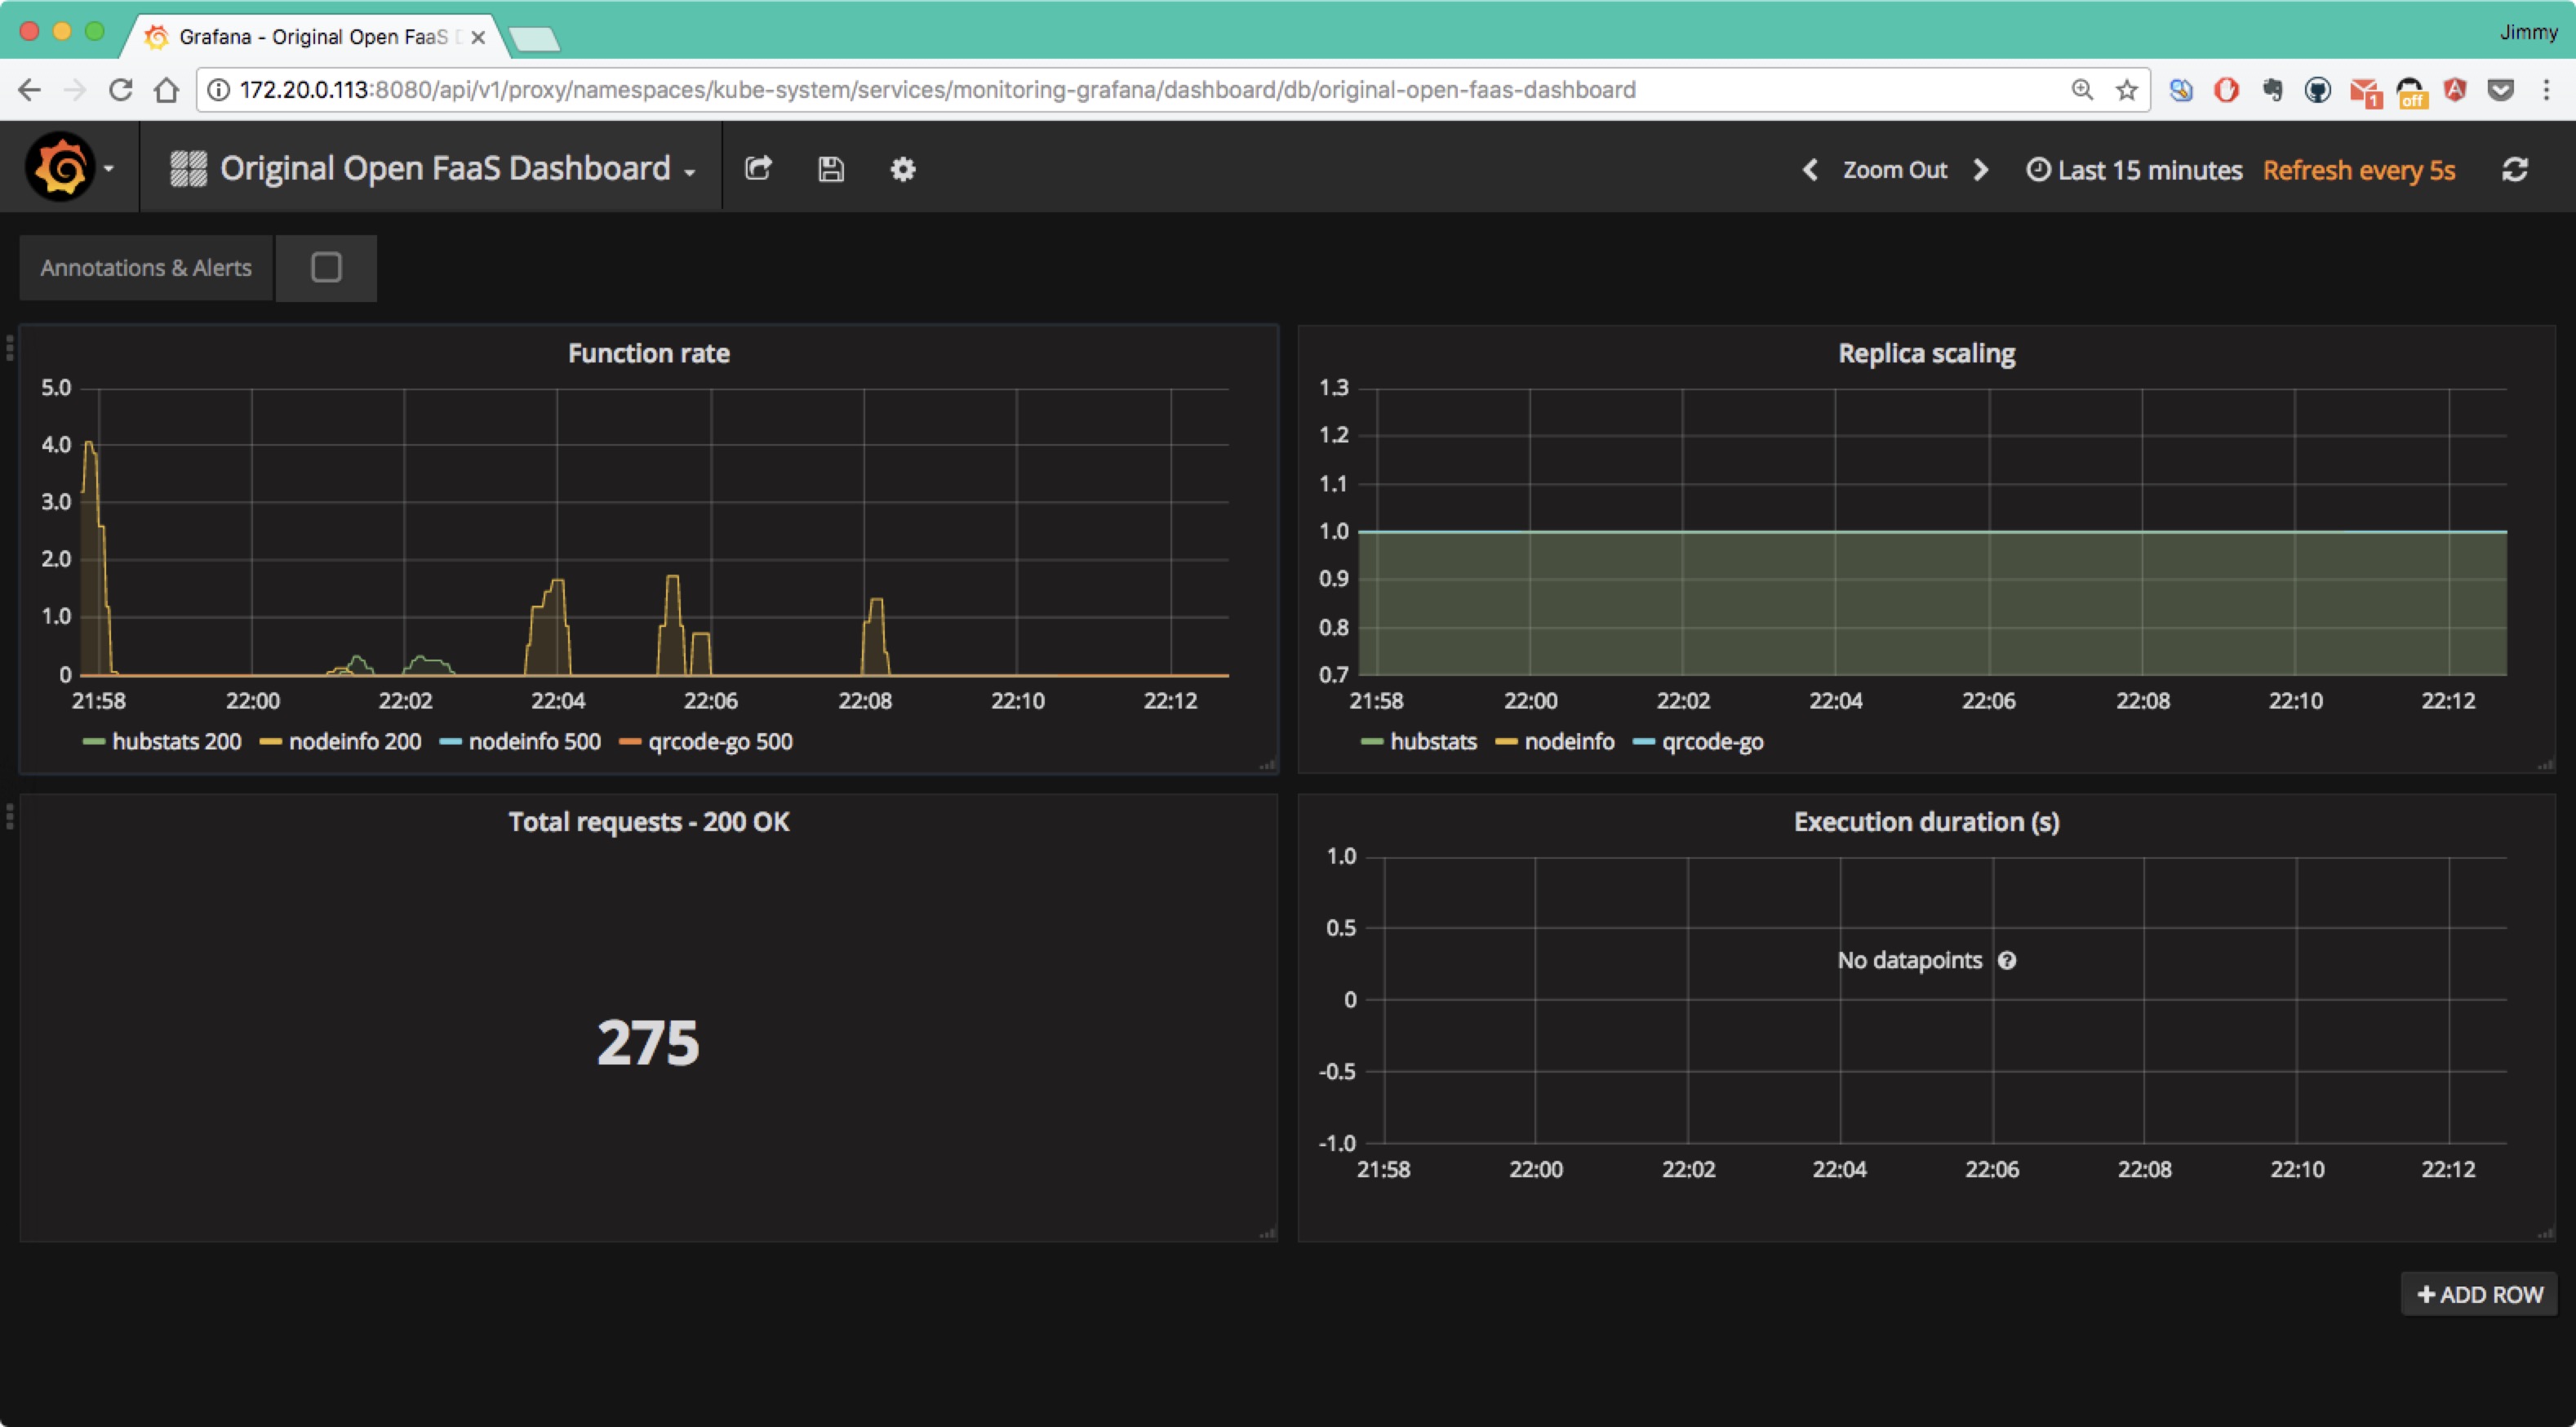 Grafana - Original Open FaaS
Jimmy
172.20.0.113:8080/api/v1/proxy/namespaces/kube-system/services/monitoring-grafana/dashboard/db/original-open-faas-dashboard
1
off
Original Open FaaS Dashboard
Zoom Out
Last 15 minutes
Refresh every 5s
Annotations & Alerts
Function rate
5.0
4.0
3.0
2.0
1.0
0
21:58 22:00 22:02 22:04 22:06 22:08 22:10 22:12
hubstats 200 nodeinfo 200 nodeinfo 500 qrcode-go 500
Replica scaling
1.3
1.2
1.1
1.0
0.9
0.8
0.7
21:58 22:00 22:02 22:04 22:06 22:08 22:10 22:12
hubstats nodeinfo qrcode-go
Total requests - 200 OK
275
Execution duration (s)
1.0
0.5
No datapoints
0
-0.5
-1.0
21:58 22:00 22:02 22:04 22:06 22:08 22:10 22:12
ADD ROW